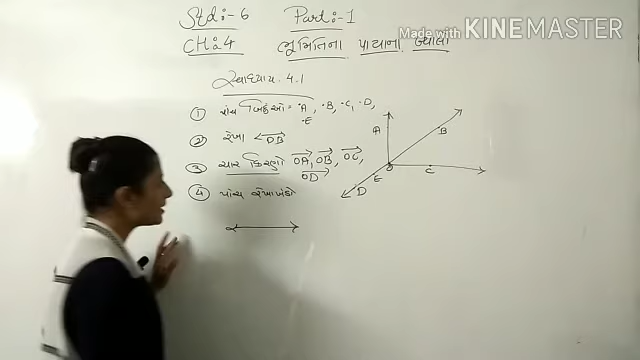 Std:- 6 Part:- 1
Made with KINEMASTER
CH:4 ભૂમિતિના પાયાના ખ્યાલો
સ્વાધ્યાય 4.1
① પાંચ બિંદુઓ = •A, •B, •C, •D,
•E
② રેખા DB
③ ચાર કિરણો OA, OB, OC,
OD
④ પાંચ રેખાખંડો
A
B
O
C
E
D